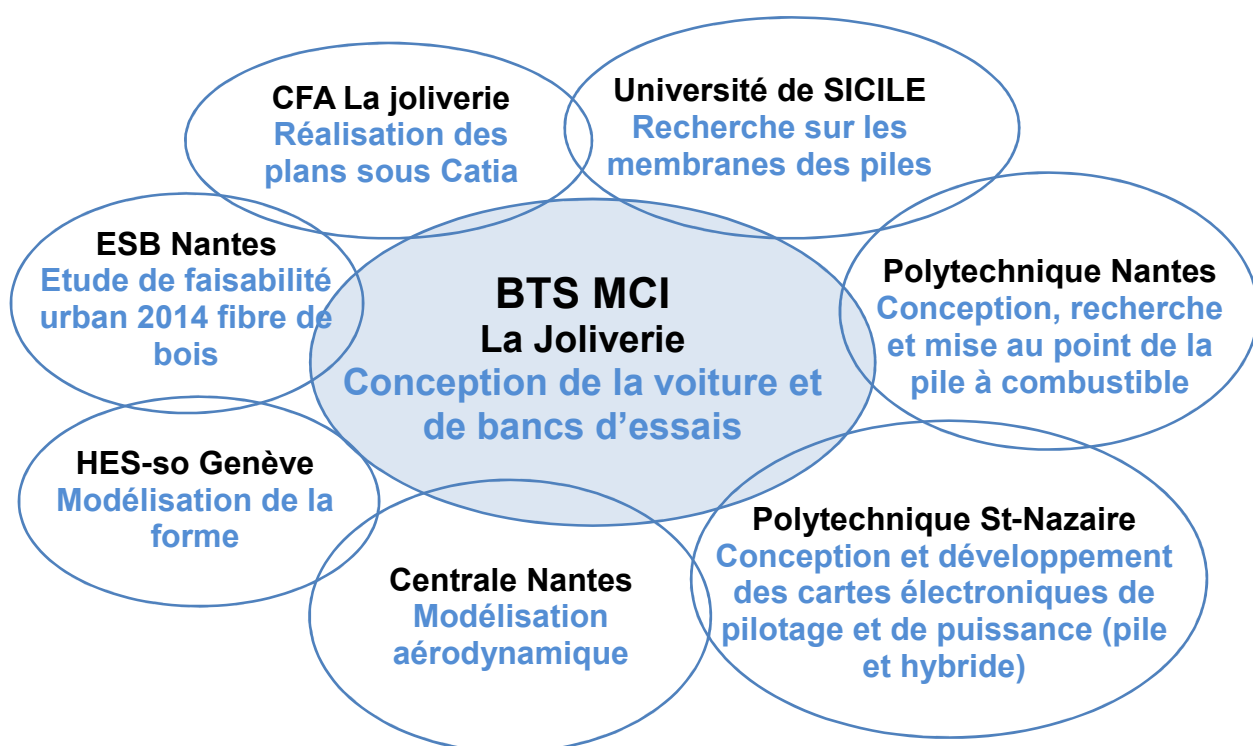 CFA La joliverie
Réalisation des
plans sous Catia
Université de SICILE
Recherche sur les
membranes des piles
ESB Nantes
Etude de faisabilité
urban 2014 fibre de
bois
BTS MCI
La Joliverie
Conception de la voiture et
de bancs d’essais
Polytechnique Nantes
Conception, recherche
et mise au point de la
pile à combustible
HES-so Genève
Modélisation de la
forme
Centrale Nantes
Modélisation
aérodynamique
Polytechnique St-Nazaire
Conception et développement
des cartes électroniques de
pilotage et de puissance (pile
et hybride)